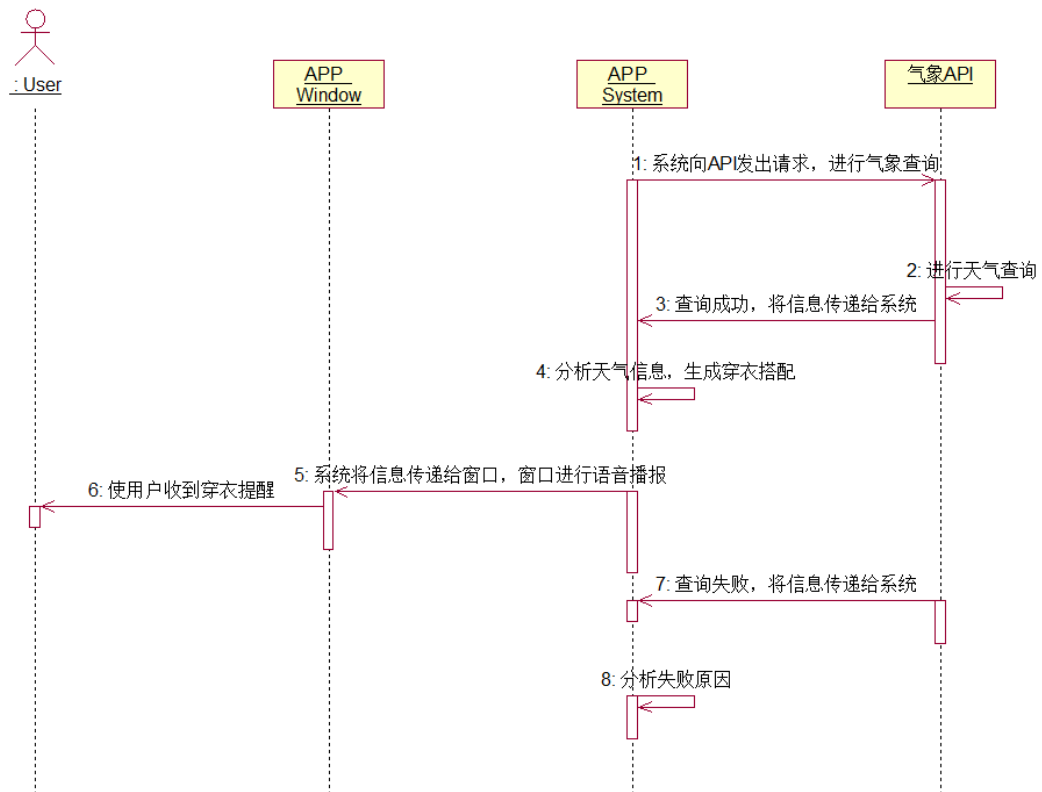 : User
APP
Window
APP
System
气象API
1: 系统向API发出请求，进行气象查询
2: 进行天气查询
3: 查询成功，将信息传递给系统
4: 分析天气信息，生成穿衣搭配
5: 系统将信息传递给窗口，窗口进行语音播报
6: 使用户收到穿衣提醒
7: 查询失败，将信息传递给系统
8: 分析失败原因